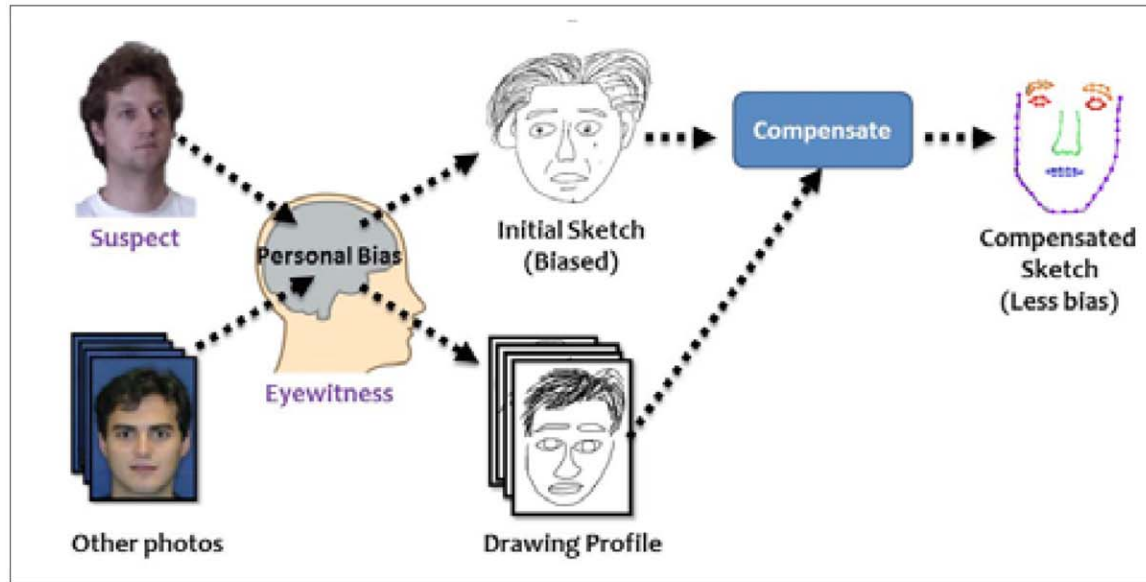 Suspect
Personal Bias
Eyewitness
Other photos
Initial Sketch
(Biased)
Drawing Profile
Compensate
Compensated
Sketch
(Less bias)